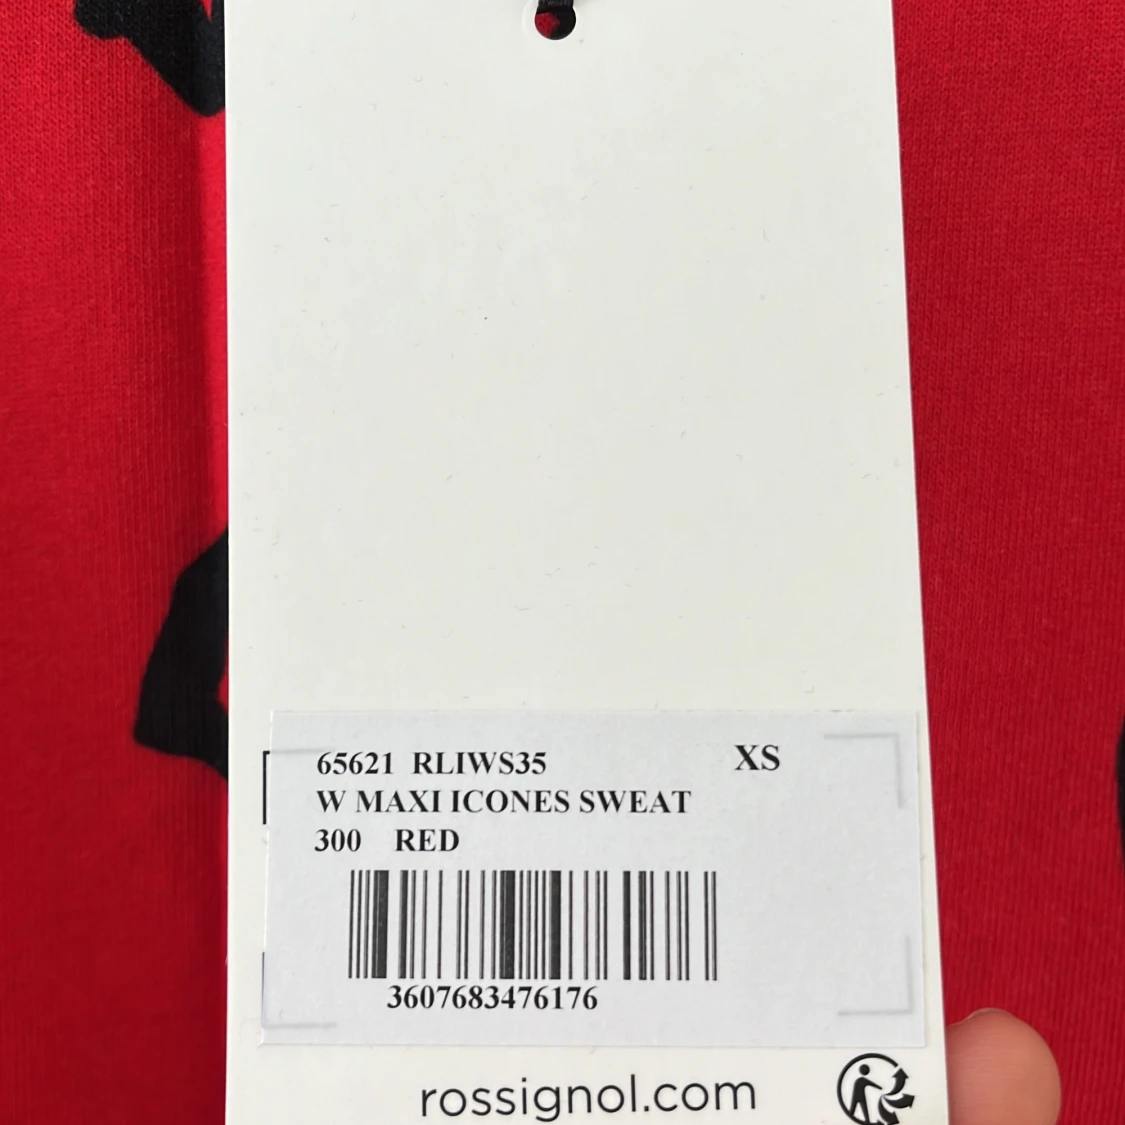 65621 RLIWS35 XS
W MAXI ICONES SWEAT
300 RED
3607683476176
rossignol.com